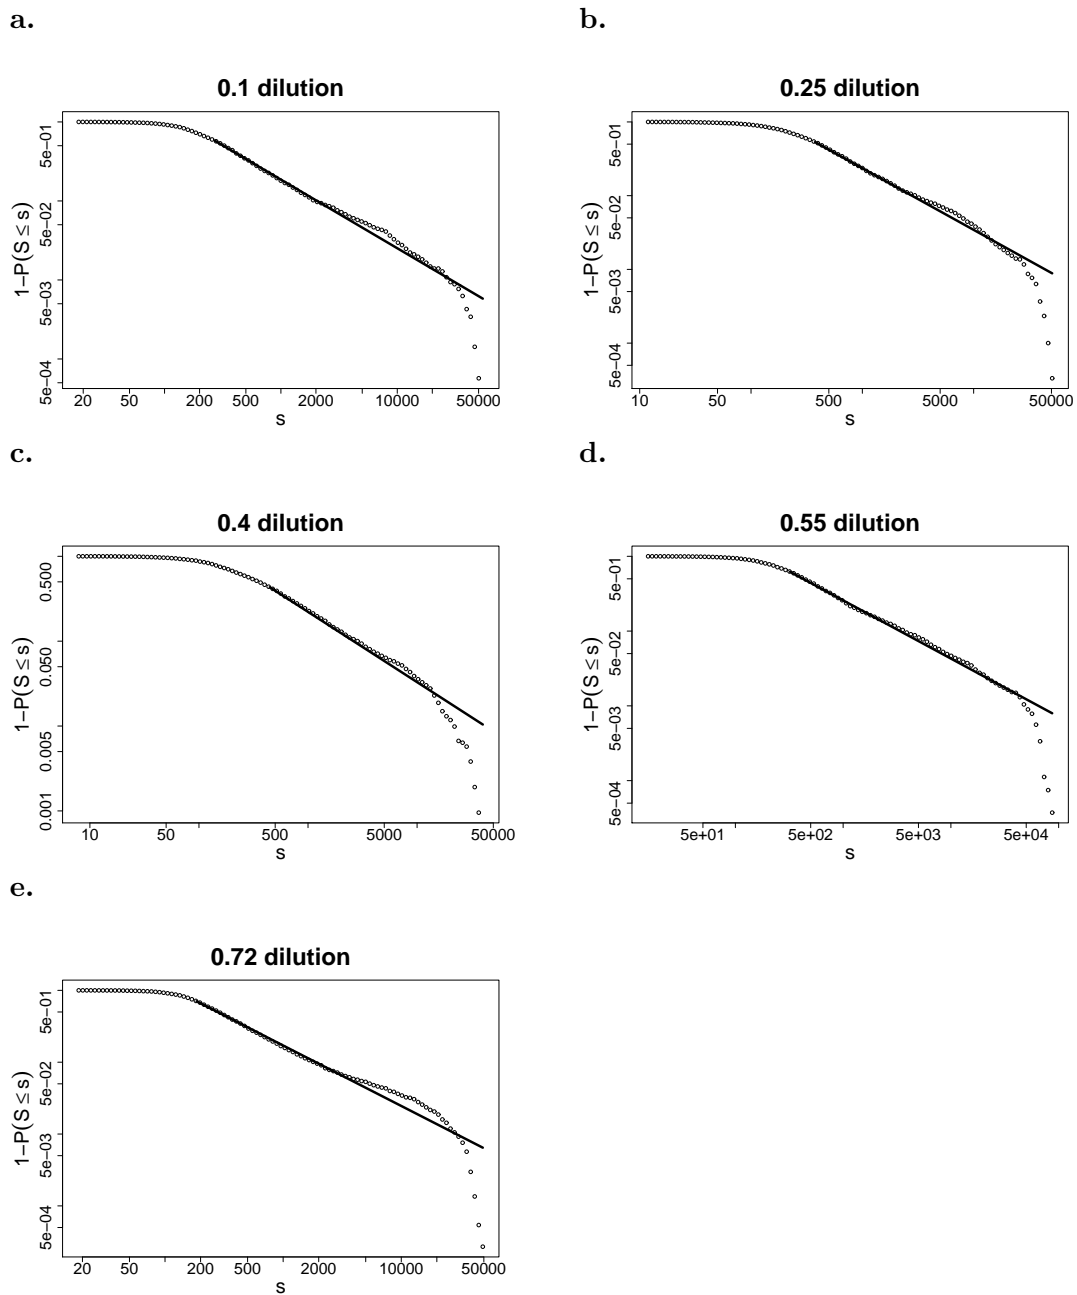 a.
0.1 dilution
1−P(S ≤ s)
5e−01
5e−02
5e−03
5e−04
20 50 200 500 2000 10000 50000
s
b.
0.25 dilution
1−P(S ≤ s)
5e−01
5e−02
5e−03
5e−04
10 50 500 5000 50000
s
c.
0.4 dilution
1−P(S ≤ s)
0.500
0.050
0.005
0.001
10 50 500 5000 50000
s
d.
0.55 dilution
1−P(S ≤ s)
5e−01
5e−02
5e−03
5e−04
5e+01 5e+02 5e+03 5e+04
s
e.
0.72 dilution
1−P(S ≤ s)
5e−01
5e−02
5e−03
5e−04
20 50 200 500 2000 10000 50000
s